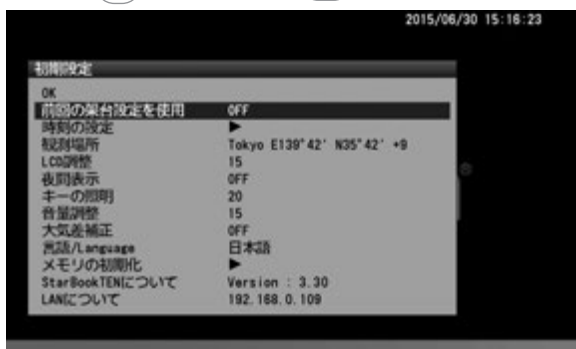 2015/06/30 15:16:23
初期設定
OK
前回の架台設定を使用 OFF
時刻の設定 ▶
観測場所 Tokyo E139°42′ N35°42′ +9
LCD調整 15
夜間表示 OFF
キーの照明 20
音量調整 15
大気差補正 OFF
言語/Language 日本語
メモリの初期化 ▶
StarBookTENについて Version : 3.30
LANについて 192.168.0.109